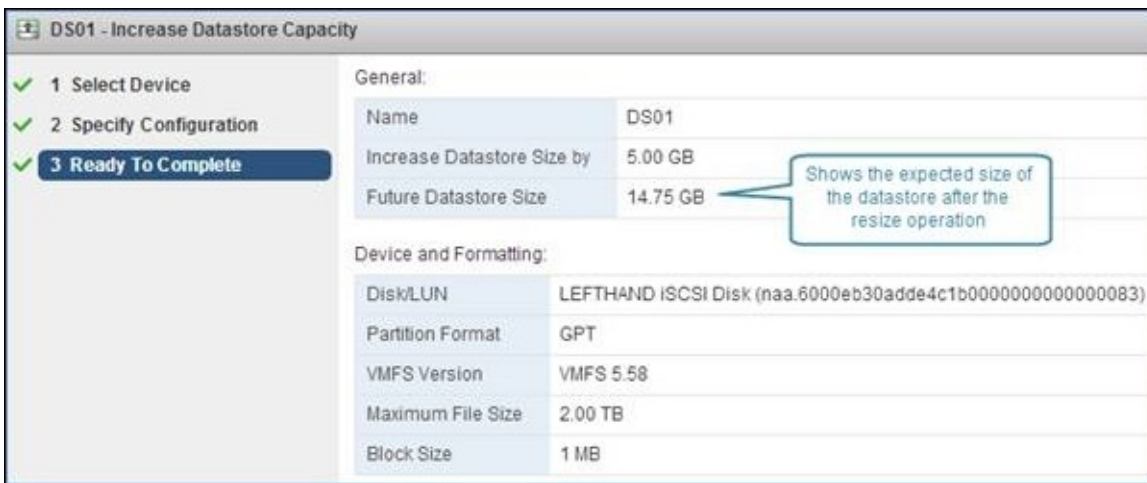 DS01 - Increase Datastore Capacity
1 Select Device
2 Specify Configuration
3 Ready To Complete
General:
Name DS01
Increase Datastore Size by 5.00 GB
Future Datastore Size 14.75 GB
Shows the expected size of
the datastore after the
resize operation
Device and Formatting:
Disk/LUN LEFTHAND iSCSI Disk (naa.6000eb30adde4c1b0000000000000083)
Partition Format GPT
VMFS Version VMFS 5.58
Maximum File Size 2.00 TB
Block Size 1 MB